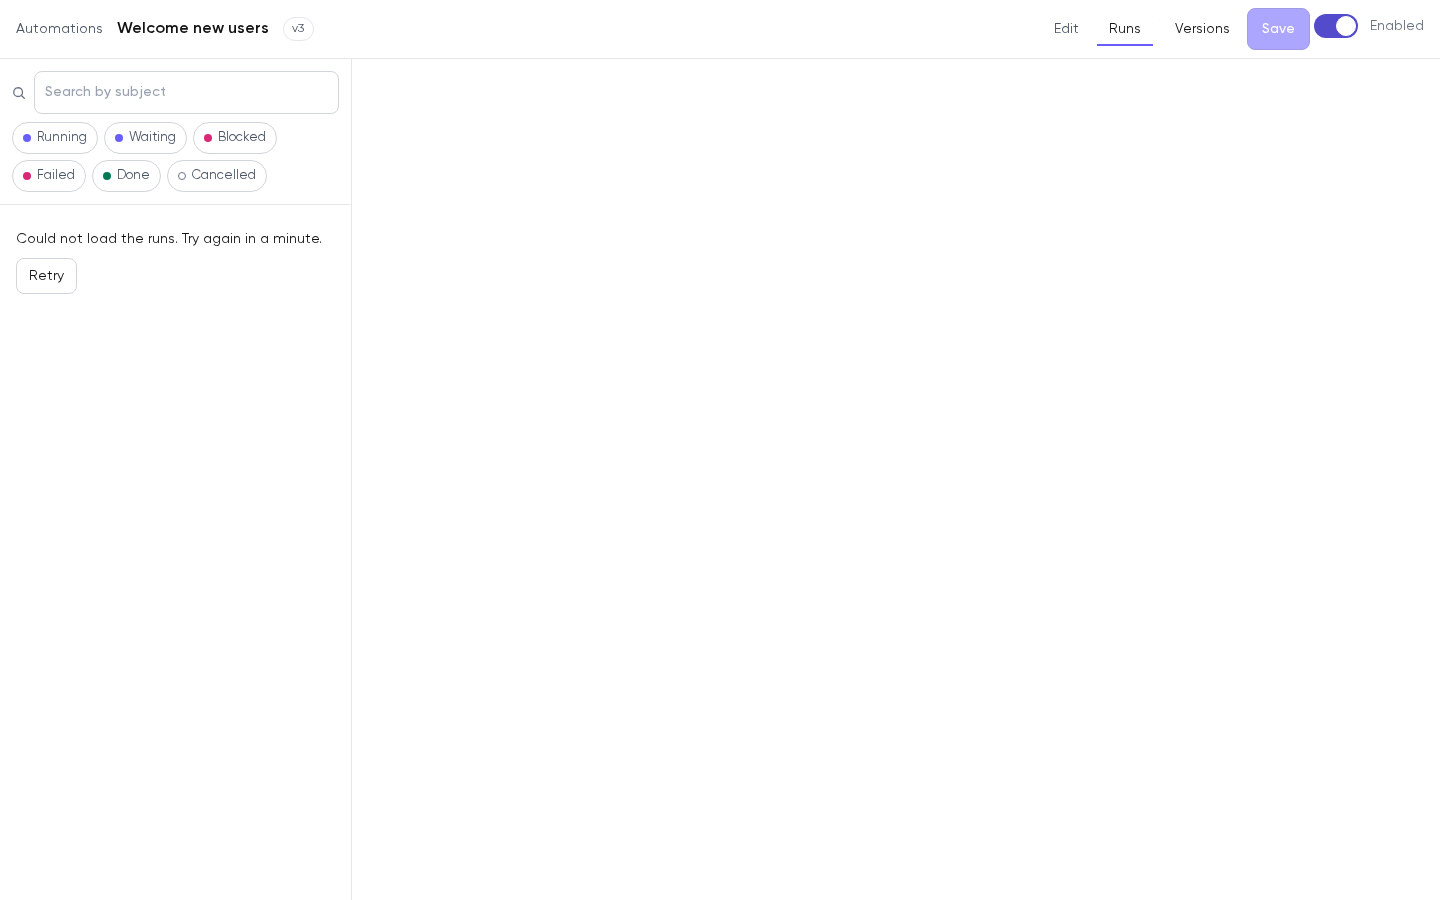 Automations Welcome new users v3 Edit Runs Versions Save Enabled
Search by subject
Running Waiting Blocked
Failed Done Cancelled
Could not load the runs. Try again in a minute.
Retry